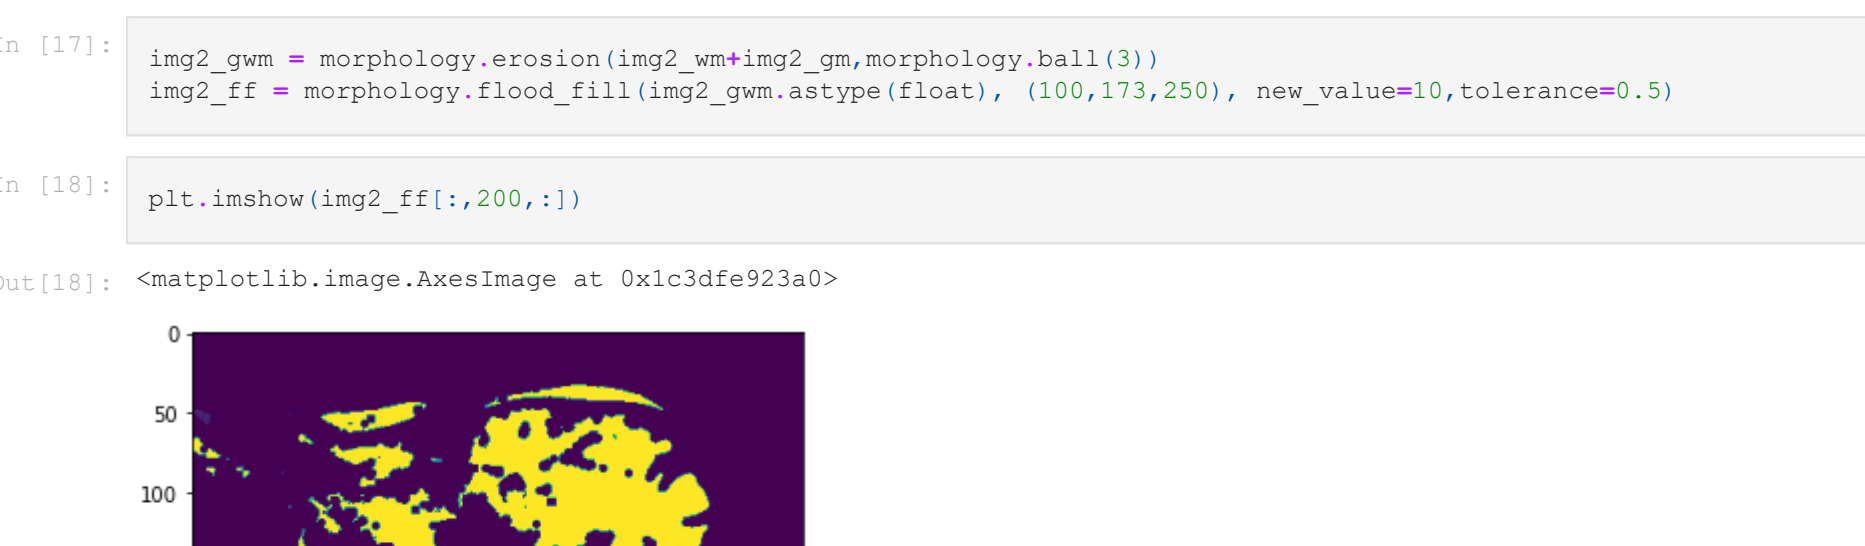 In [17]:
img2_gwm = morphology.erosion(img2_wm+img2_gm,morphology.ball(3))
img2_ff = morphology.flood_fill(img2_gwm.astype(float), (100,173,250), new_value=10,tolerance=0.5)
In [18]:
plt.imshow(img2_ff[:,200,:])
Out[18]: <matplotlib.image.AxesImage at 0x1c3dfe923a0>
0
50
100